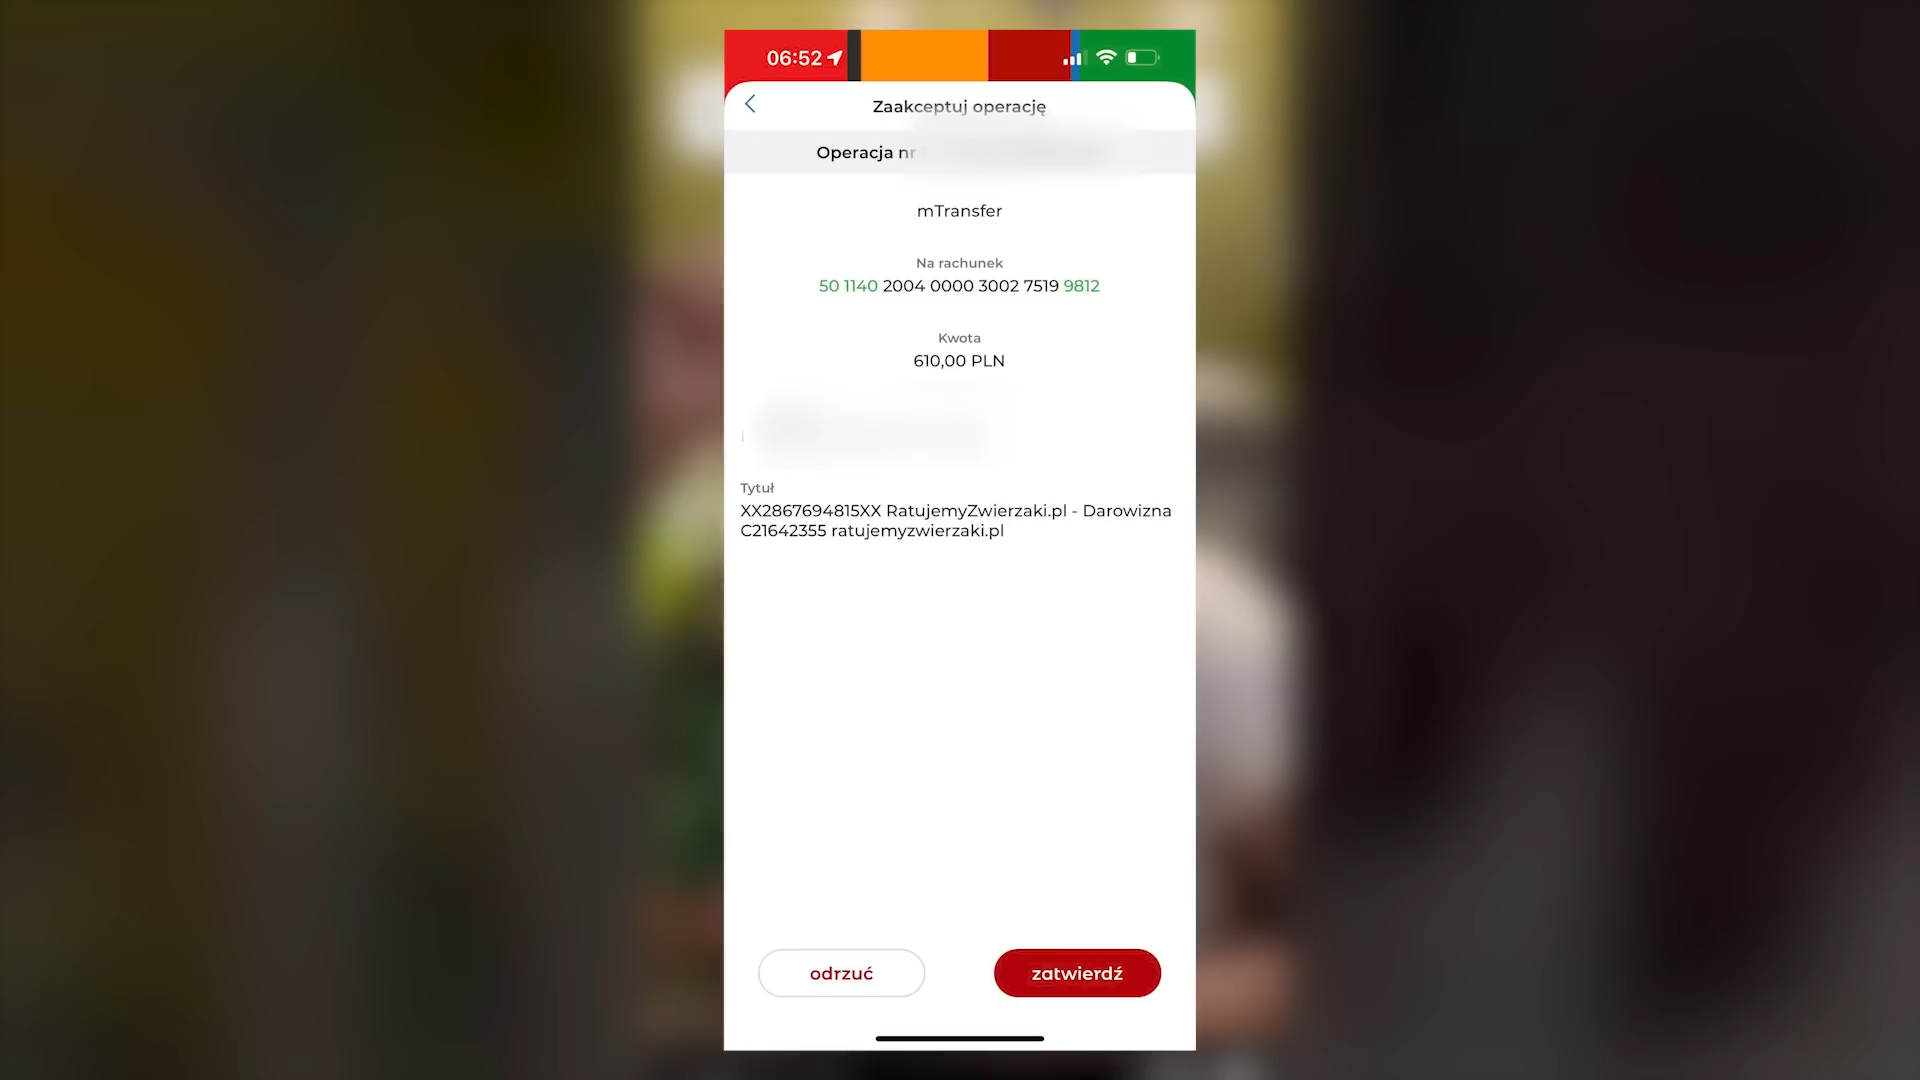 06:52
Zaakceptuj operację
Operacja nr
mTransfer
Na rachunek
50 1140 2004 0000 3002 7519 9812
Kwota
610,00 PLN
Tytuł
XX2867694815XX RatujemyZwierzaki.pl - Darowizna
C21642355 ratujemyzwierzaki.pl
odrzuć
zatwierdź